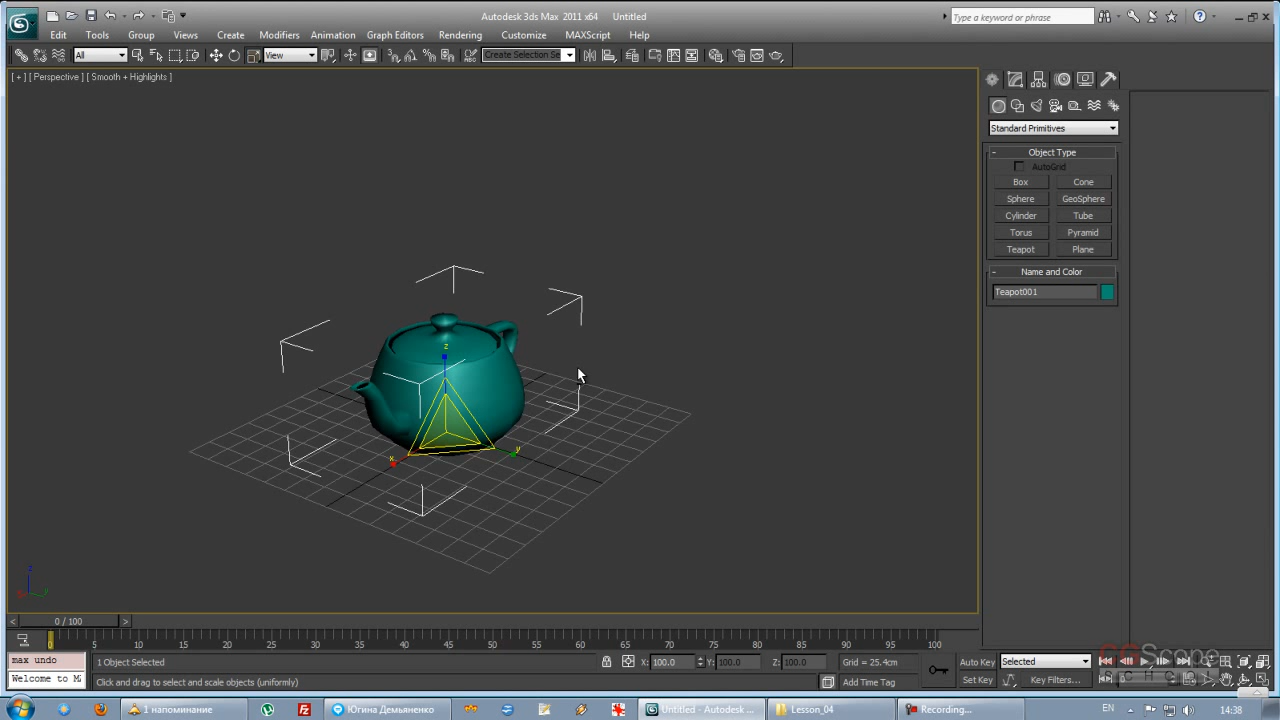 Autodesk 3ds Max 2011 x64 Untitled
Type a keyword or phrase
Edit Tools Group Views Create Modifiers Animation Graph Editors Rendering Customize MAXScript Help
All View Create Selection Se
[ + ] [ Perspective ] [ Smooth + Highlights ]
Standard Primitives
- Object Type
AutoGrid
Box Cone
Sphere GeoSphere
Cylinder Tube
Torus Pyramid
Teapot Plane
- Name and Color
Teapot001
z
x y
z
x y
< 0 / 100 >
0 5 10 15 20 25 30 35 40 45 50 55 60 65 70 75 80 85 90 95 100
max undo 1 Object Selected X: 100.0 Y: 100.0 Z: 100.0 Grid = 25.4cm Auto Key Selected
Welcome to M Click and drag to select and scale objects (uniformly) Add Time Tag Set Key Key Filters...
CGScope
1 напоминание Югина Демьяненко Untitled - Autodesk ... Lesson_04 Recording... EN 14:38